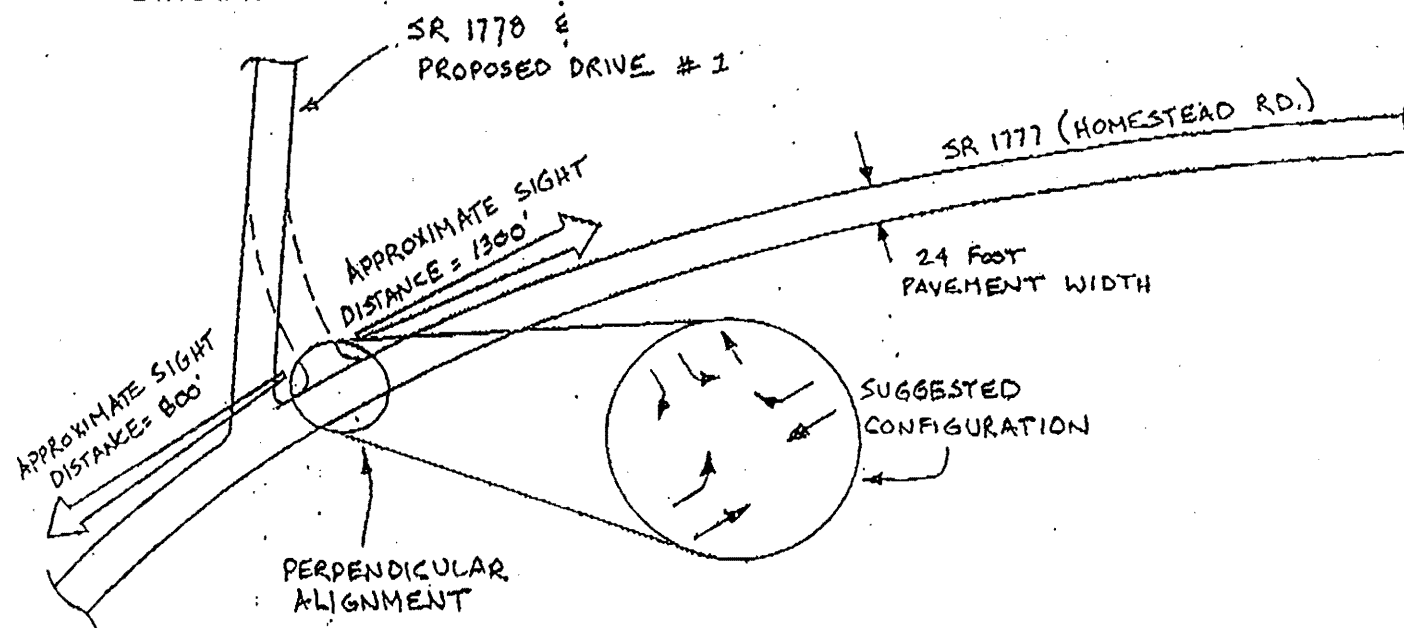 SR 1778 &
PROPOSED DRIVE # 1
SR 1777 (HOMESTEAD RD.)
APPROXIMATE SIGHT
DISTANCE = 1300'
24 FOOT
PAVEMENT WIDTH
APPROXIMATE SIGHT
DISTANCE = 800'
SUGGESTED
CONFIGURATION
PERPENDICULAR
ALIGNMENT